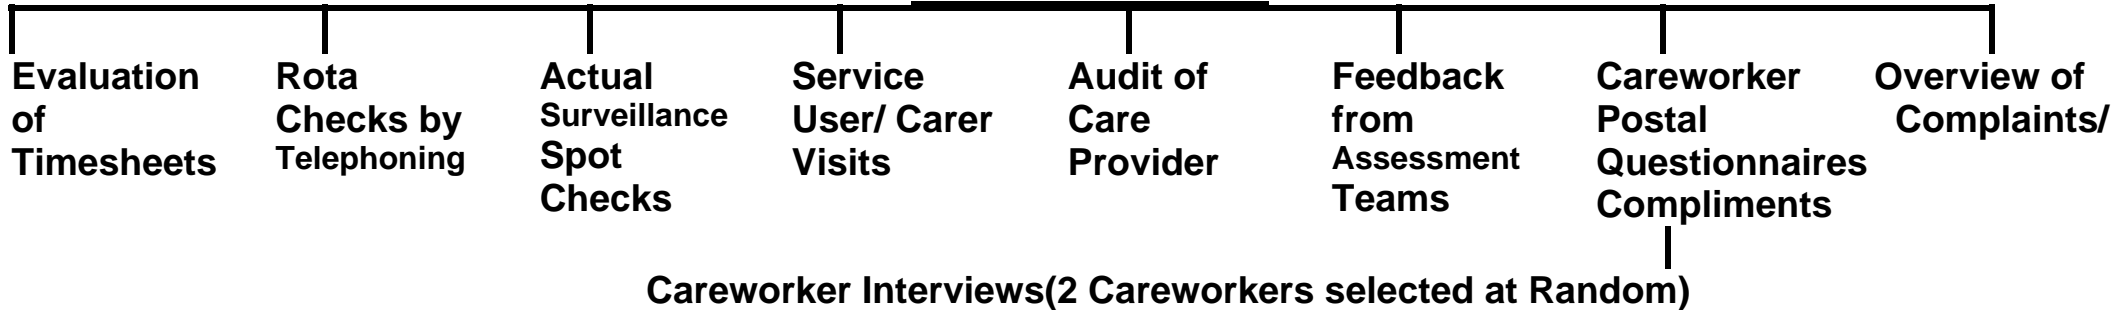 Evaluation
of
Timesheets
Rota
Checks by
Telephoning
Actual
Surveillance
Spot
Checks
Service
User/ Carer
Visits
Audit of
Care
Provider
Feedback
from
Assessment
Teams
Careworker
Postal
Questionnaires
Compliments
Overview of
Complaints/
Careworker Interviews(2 Careworkers selected at Random)